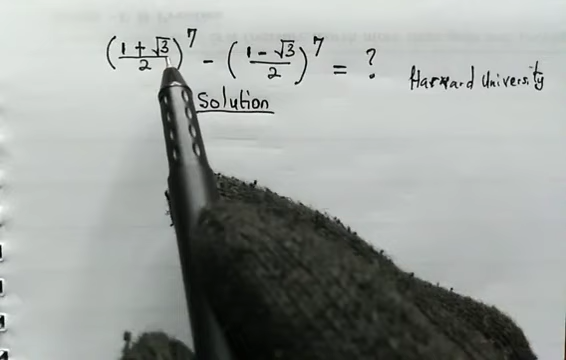 (1 + √3 / 2)^7 - (1 - √3 / 2)^7 = ? Harvard University
Solution